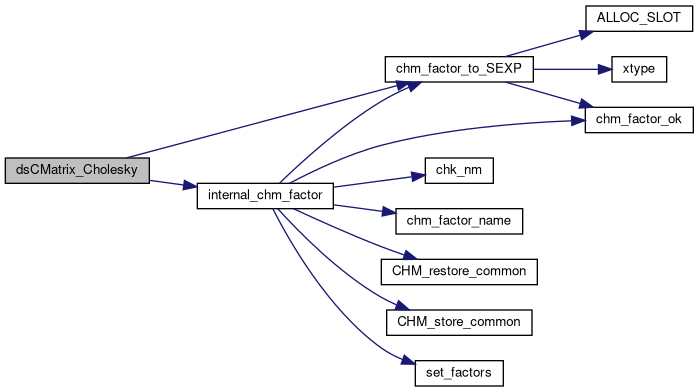 ALLOC_SLOT
chm_factor_to_SEXP
xtype
chm_factor_ok
dsCMatrix_Cholesky
chk_nm
internal_chm_factor
chm_factor_name
CHM_restore_common
CHM_store_common
set_factors